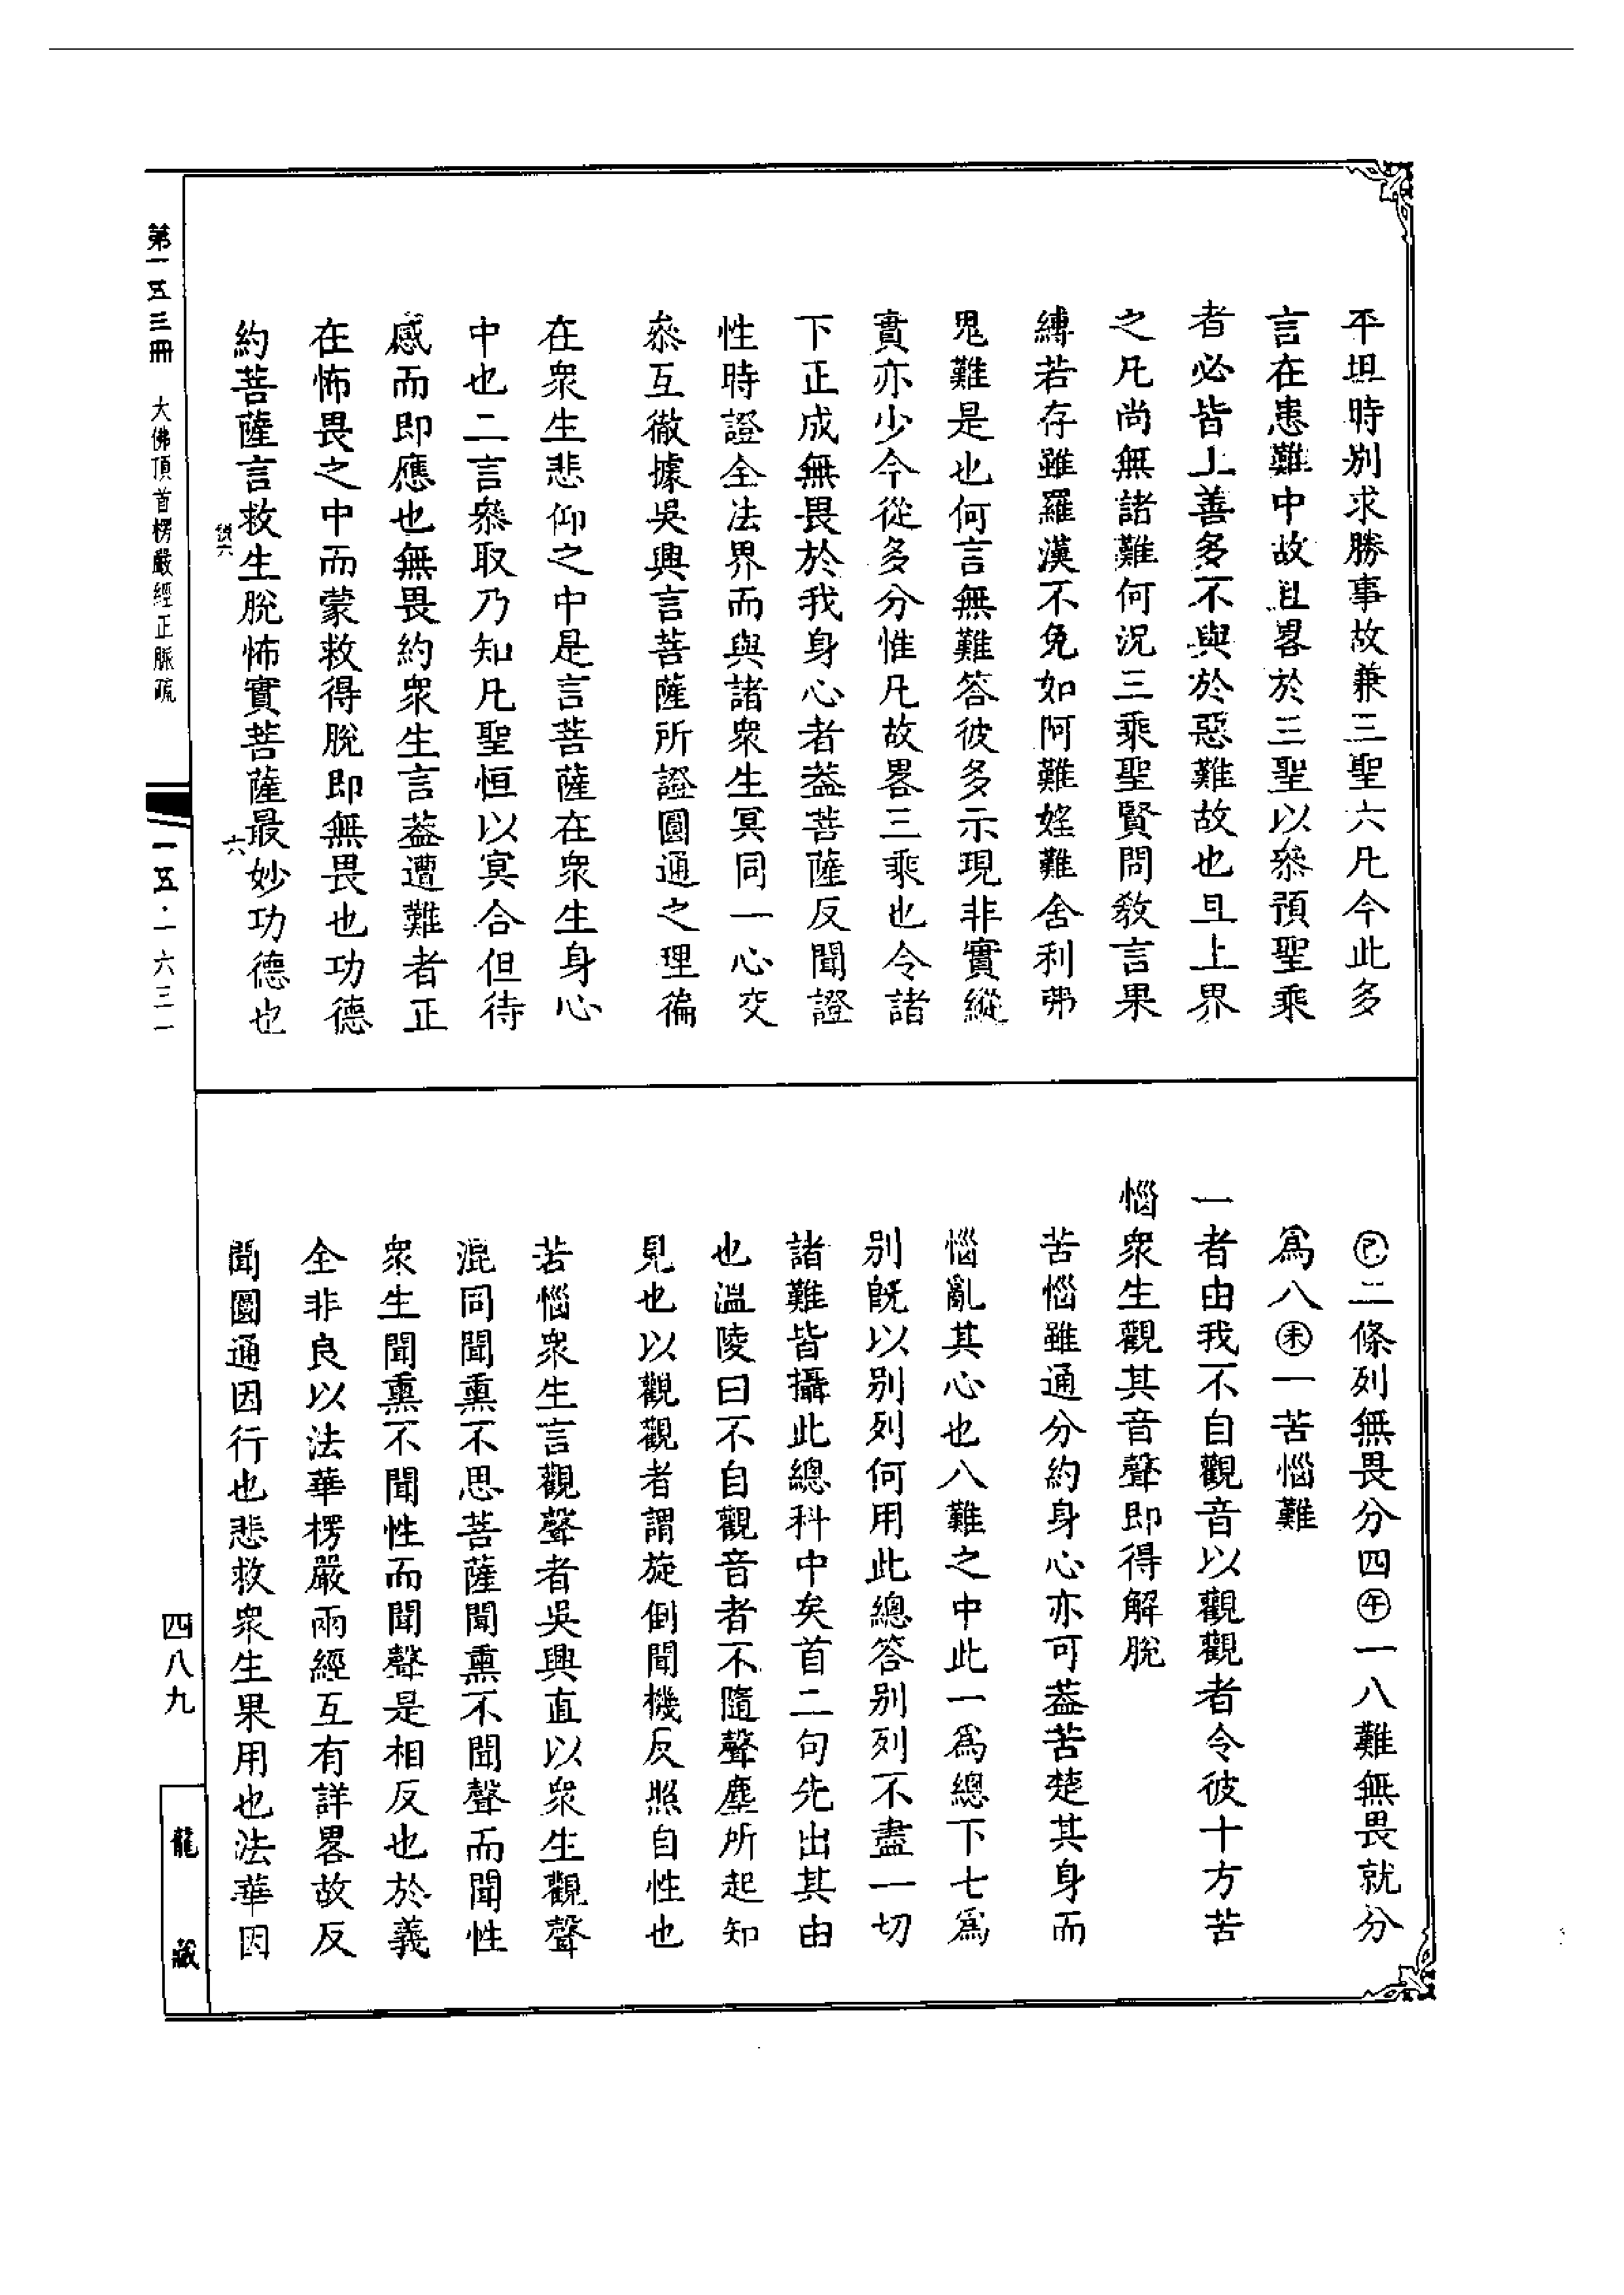 平坦時別求勝事故兼三聖六凡今此多
言在患難中故且畧於三聖以叅預聖乘
者必皆上善多不與於惡難故也且上界
之凡尚無諸難何況三乘聖賢問教言果
縛若存雖羅漢不免如阿難婬難舍利弗
鬼難是也何言無難答彼多示現非實縱
實亦少今從多分惟凡故畧三乘也令諸
下正成無畏於我身心者葢菩薩反聞證
性時證全法界而與諸衆生冥同一心交
叅互徹據吳興言菩薩所證圓通之理徧
在衆生悲仰之中是言菩薩在衆生身心
中也二言叅取乃知凡聖恒以冥合但待
感而即應也無畏約衆生言葢遭難者正
在怖畏之中而蒙救得脫即無畏也功德
約菩薩言救生脫怖實菩薩最妙功德也
㊁二條列無畏分四㊍一八難無畏就分
爲八㊍一苦惱難
一者由我不自觀音以觀觀者令彼十方苦
惱衆生觀其音聲即得解脫
苦惱雖通分約身心亦可葢苦楚其身而
惱亂其心也八難之中此一爲總下七爲
別旣以別列何用此總答別列不盡一切
諸難皆攝此總科中矣首二句先出其由
也溫陵曰不自觀音者不隨聲塵所起知
見也以觀觀者謂旋倒聞機反照自性也
苦惱衆生言觀聲者吳興直以衆生觀聲
混同聞熏不思菩薩聞熏不聞聲而聞性
衆生聞熏不聞性而聞聲是相反也於義
全非良以法華楞嚴兩經互有詳畧故反
聞圓通因行也悲救衆生果用也法華因
第一五三冊 大佛頂首楞嚴經正脈疏
六
一五·一六三一
四八九
龍藏